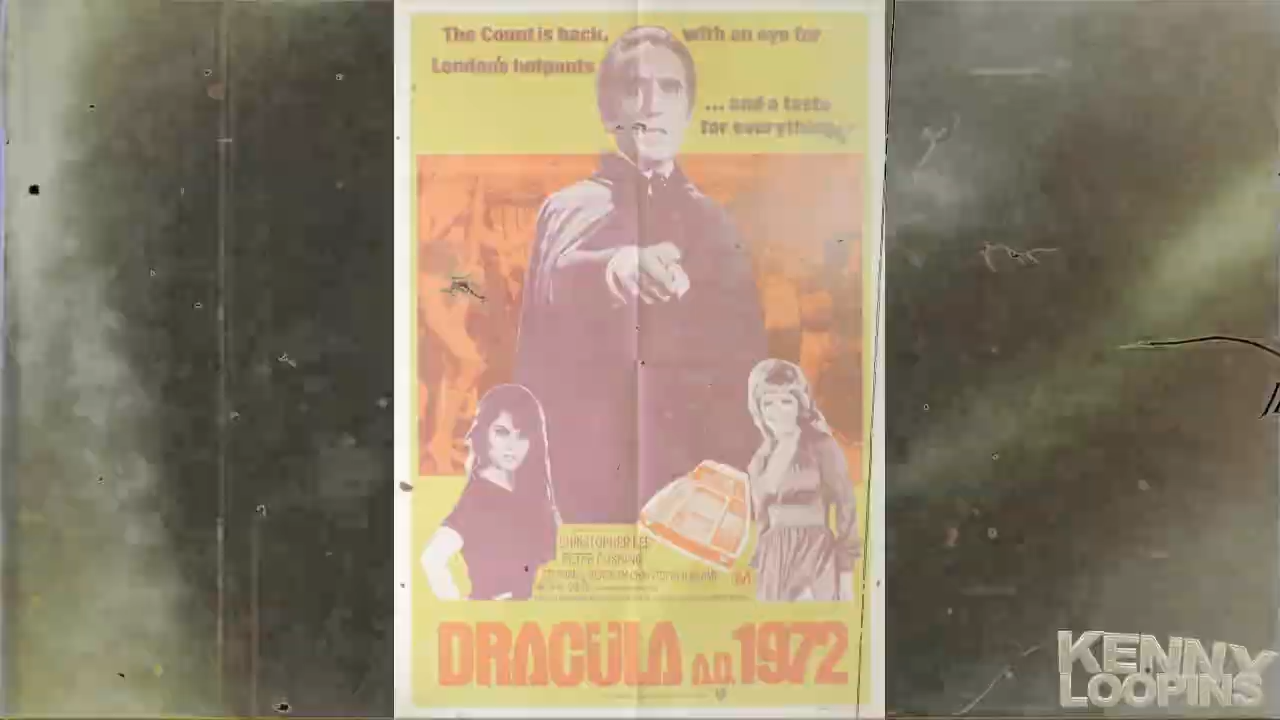 The Count is back,
with an eye for
London's hotpants
... and a taste
for everything
CHRISTOPHER LEE
PETER CUSHING
DRACULA A.D. 1972
KENNY
LOOPINS